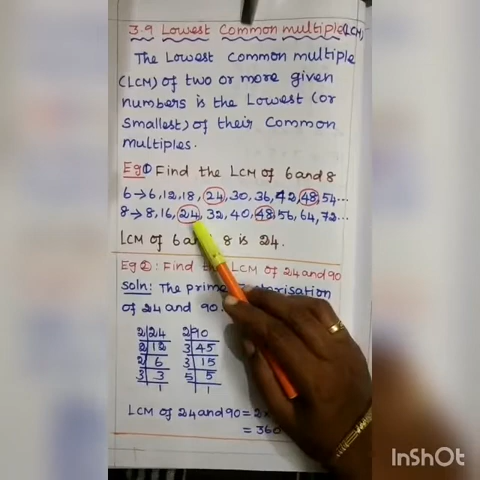 3.9 Lowest Common multiple (LCM)
The Lowest common multiple
(LCM) of two or more given
numbers is the Lowest (or
Smallest) of their Common
multiples.
Eg① Find the LCM of 6 and 8
6 → 6, 12, 18, 24, 30, 36, 42, 48, 54...
8 → 8, 16, 24, 32, 40, 48, 56, 64, 72...
LCM of 6 8 is 24.
Eg②: Find the LCM of 24 and 90
Soln: The prime
of 24 and 90
2 24 2 90
2 12 3 45
2 6 3 15
3 3 5 5
1 1
LCM of 24 and 90 = 2
= 360
InShOt